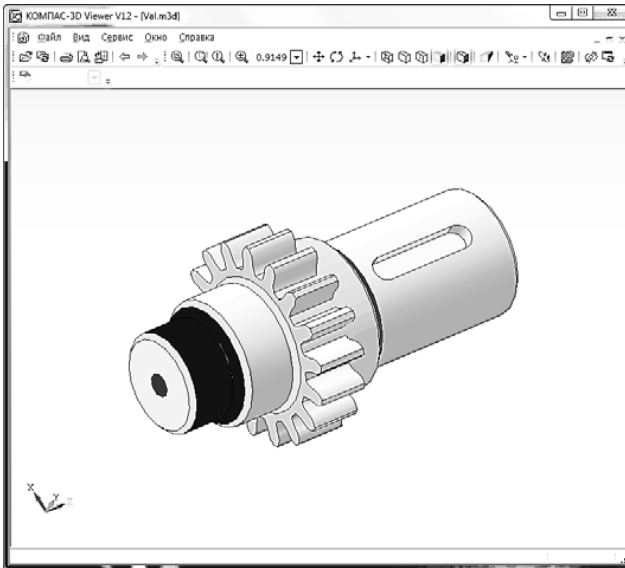 КОМПАС-3D Viewer V12 - [Val.m3d]
Файл Вид Сервис Окно Справка
0.9149
X Y Z